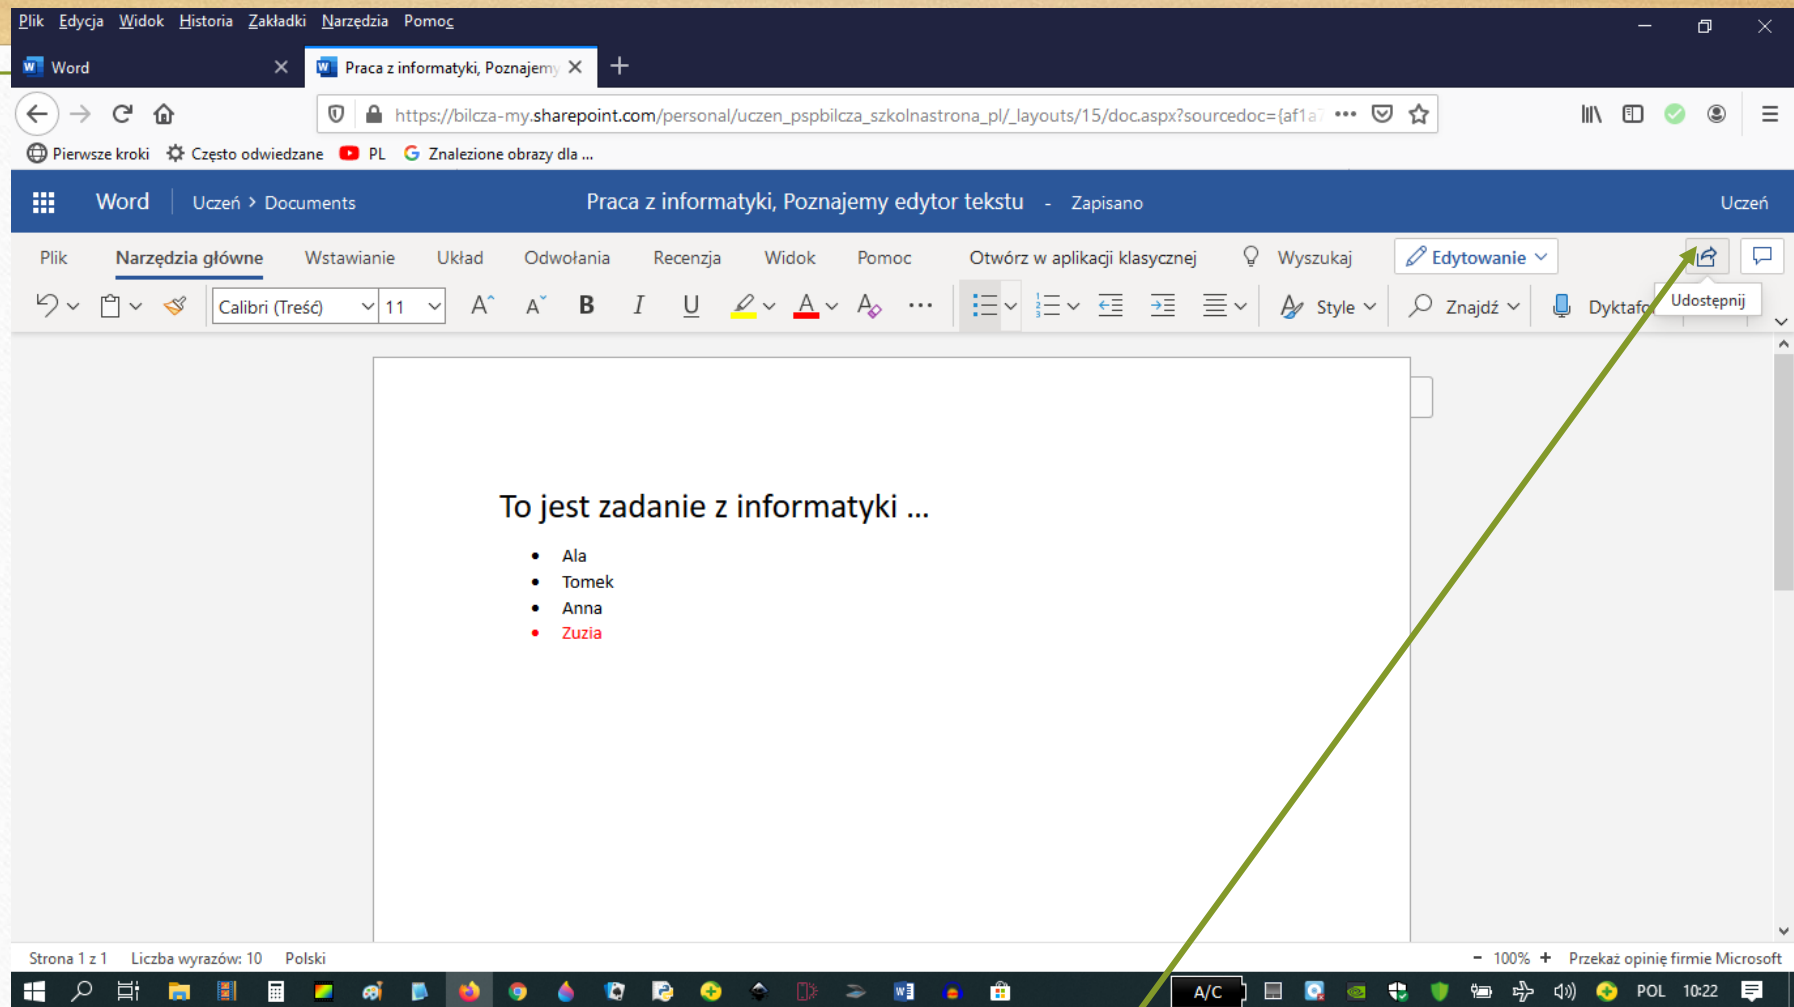 Plik Edycja Widok Historia Zakładki Narzędzia Pomoc
Word Praca z informatyki, Poznajemy
https://bilcza-my.sharepoint.com/personal/uczen_pspbilcza_szkolnastrona_pl/_layouts/15/doc.aspx?sourcedoc={af1a
Pierwsze kroki Często odwiedzane PL Znalezione obrazy dla ...
Word Uczeń > Documents Praca z informatyki, Poznajemy edytor tekstu - Zapisano Uczeń
Plik Narzędzia główne Wstawianie Układ Odwołania Recenzja Widok Pomoc Otwórz w aplikacji klasycznej Wyszukaj Edytowanie
Calibri (Treść) 11 A A B I U A A Style Znajdź Dyktafo Udostępnij
To jest zadanie z informatyki ...
• Ala
• Tomek
• Anna
• Zuzia
Strona 1 z 1 Liczba wyrazów: 10 Polski - 100% + Przekaż opinię firmie Microsoft
A/C POL 10:22